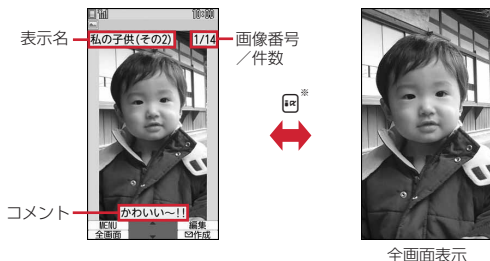 10:00
表示名
私の子供(その2)
1/14
画像番号
/件数
※
コメント
かわいい~!!
MENU
編集
全画面
作成
全画面表示